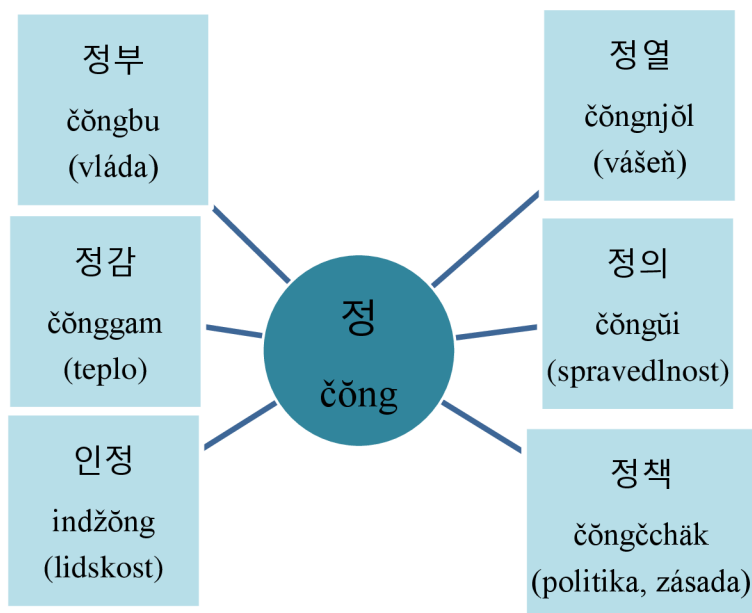 정부
čŏngbu
(vláda)
정감
čŏnggam
(teplo)
인정
indžŏng
(lidskost)
정
čŏng
정열
čŏngnjŏl
(vášeň)
정의
čŏngŭi
(spravedlnost)
정책
čŏngčchäk
(politika, zásada)